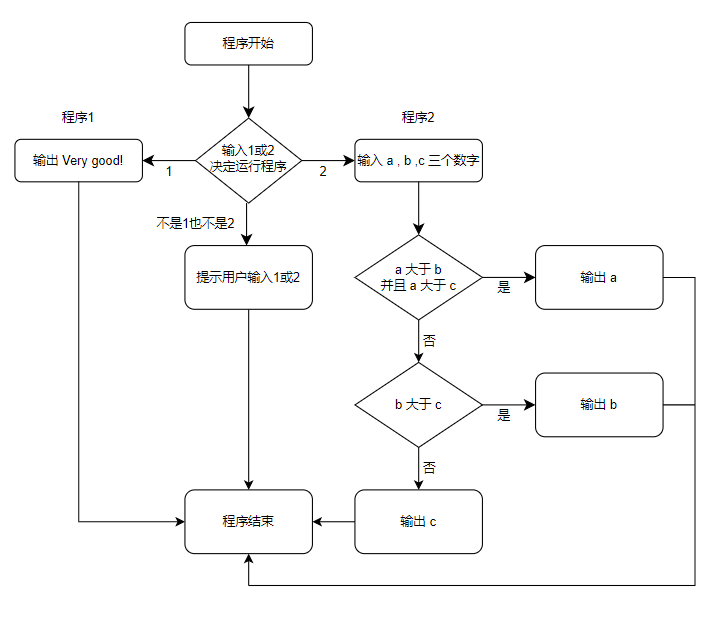 程序开始
程序1
程序2
输出 Very good!
输入1或2
决定运行程序
输入 a , b ,c 三个数字
1
2
不是1也不是2
提示用户输入1或2
a 大于 b
并且 a 大于 c
是
输出 a
否
b 大于 c
是
输出 b
否
程序结束
输出 c